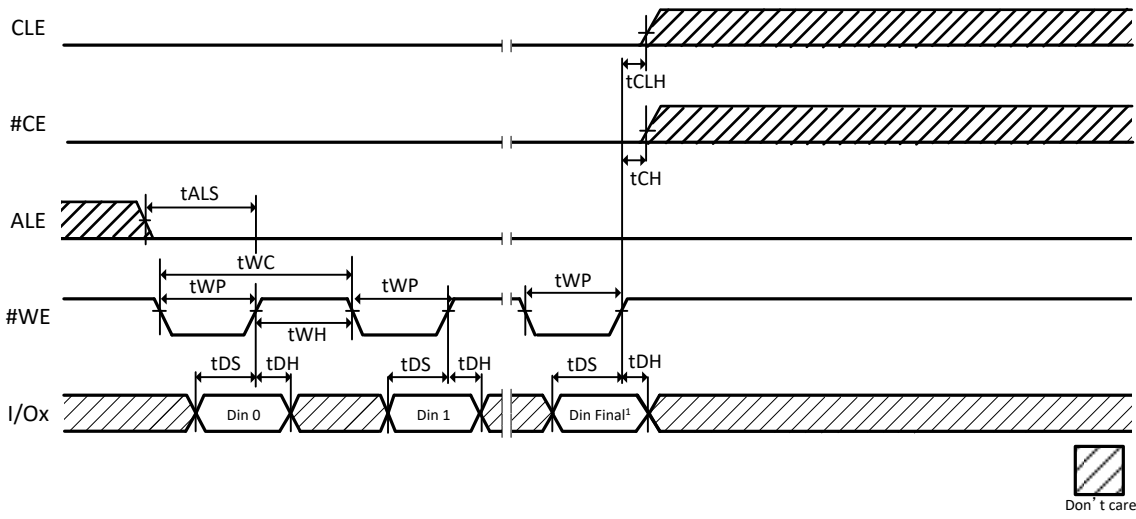 CLE
tCLH
#CE
tCH
tALS
ALE
tWC
tWP tWP tWP
#WE
tWH
tDS tDH tDS tDH tDS tDH
I/Ox Din 0 Din 1 Din Final¹
Don't care